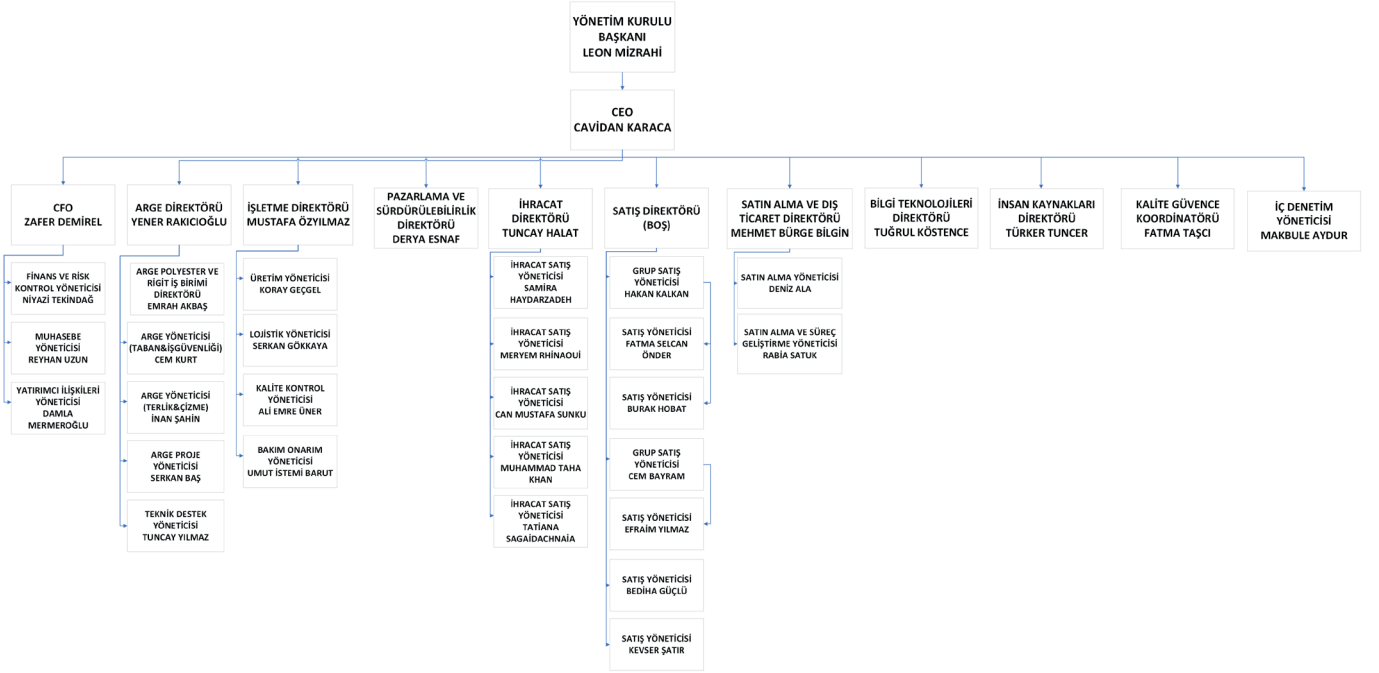 YÖNETİM KURULU
BAŞKANI
LEON MİZRAHİ
CEO
CAVİDAN KARACA
CFO
ZAFER DEMİREL
ARGE DİREKTÖRÜ
YENER RAKICIOĞLU
İŞLETME DİREKTÖRÜ
MUSTAFA ÖZYILMAZ
PAZARLAMA VE
SÜRDÜRÜLEBİLİRLİK
DİREKTÖRÜ
DERYA ESNAF
İHRACAT
DİREKTÖRÜ
TUNCAY HALAT
SATIŞ DİREKTÖRÜ
(BOŞ)
SATIN ALMA VE DIŞ
TİCARET DİREKTÖRÜ
MEHMET BÜRGE BİLGİN
BİLGİ TEKNOLOJİLERİ
DİREKTÖRÜ
TUĞRUL KÖSTENCE
İNSAN KAYNAKLARI
DİREKTÖRÜ
TÜRKER TUNCER
KALİTE GÜVENCE
KOORDİNATÖRÜ
FATMA TAŞCI
İÇ DENETİM
YÖNETİCİSİ
MAKBULE AYDUR
FİNANS VE RİSK
KONTROL YÖNETİCİSİ
NİYAZİ TEKİNDAĞ
MUHASEBE
YÖNETİCİSİ
REYHAN UZUN
YATIRIMCI İLİŞKİLERİ
YÖNETİCİSİ
DAMLA
MERMEROĞLU
ARGE POLYESTER VE
RİGİT İŞ BİRİMİ
DİREKTÖRÜ
EMRAH AKBAŞ
ARGE YÖNETİCİSİ
(TABAN&İŞGÜVENLİĞİ)
CEM KURT
ARGE YÖNETİCİSİ
(TERLİK&ÇİZME)
İNAN ŞAHİN
ARGE PROJE
YÖNETİCİSİ
SERKAN BAŞ
TEKNİK DESTEK
YÖNETİCİSİ
TUNCAY YILMAZ
ÜRETİM YÖNETİCİSİ
KORAY GEÇGEL
LOJİSTİK YÖNETİCİSİ
SERKAN GÖKKAYA
KALİTE KONTROL
YÖNETİCİSİ
ALİ EMRE ÜNER
BAKIM ONARIM
YÖNETİCİSİ
UMUT İSTEMİ BARUT
İHRACAT SATIŞ
YÖNETİCİSİ
SAMİRA
HAYDARZADEH
İHRACAT SATIŞ
YÖNETİCİSİ
MERYEM RHİNAOUİ
İHRACAT SATIŞ
YÖNETİCİSİ
CAN MUSTAFA SUNKU
İHRACAT SATIŞ
YÖNETİCİSİ
MUHAMMAD TAHA
KHAN
İHRACAT SATIŞ
YÖNETİCİSİ
TATİANA
SAGAİDACHNAİA
GRUP SATIŞ
YÖNETİCİSİ
HAKAN KALKAN
SATIŞ YÖNETİCİSİ
FATMA SELCAN
ÖNDER
SATIŞ YÖNETİCİSİ
BURAK HOBAT
GRUP SATIŞ
YÖNETİCİSİ
CEM BAYRAM
SATIŞ YÖNETİCİSİ
EFRAİM YILMAZ
SATIŞ YÖNETİCİSİ
BEDİHA GÜÇLÜ
SATIŞ YÖNETİCİSİ
KEVSER ŞATIR
SATIN ALMA YÖNETİCİSİ
DENİZ ALA
SATIN ALMA VE SÜREÇ
GELİŞTİRME YÖNETİCİSİ
RABİA SATUK